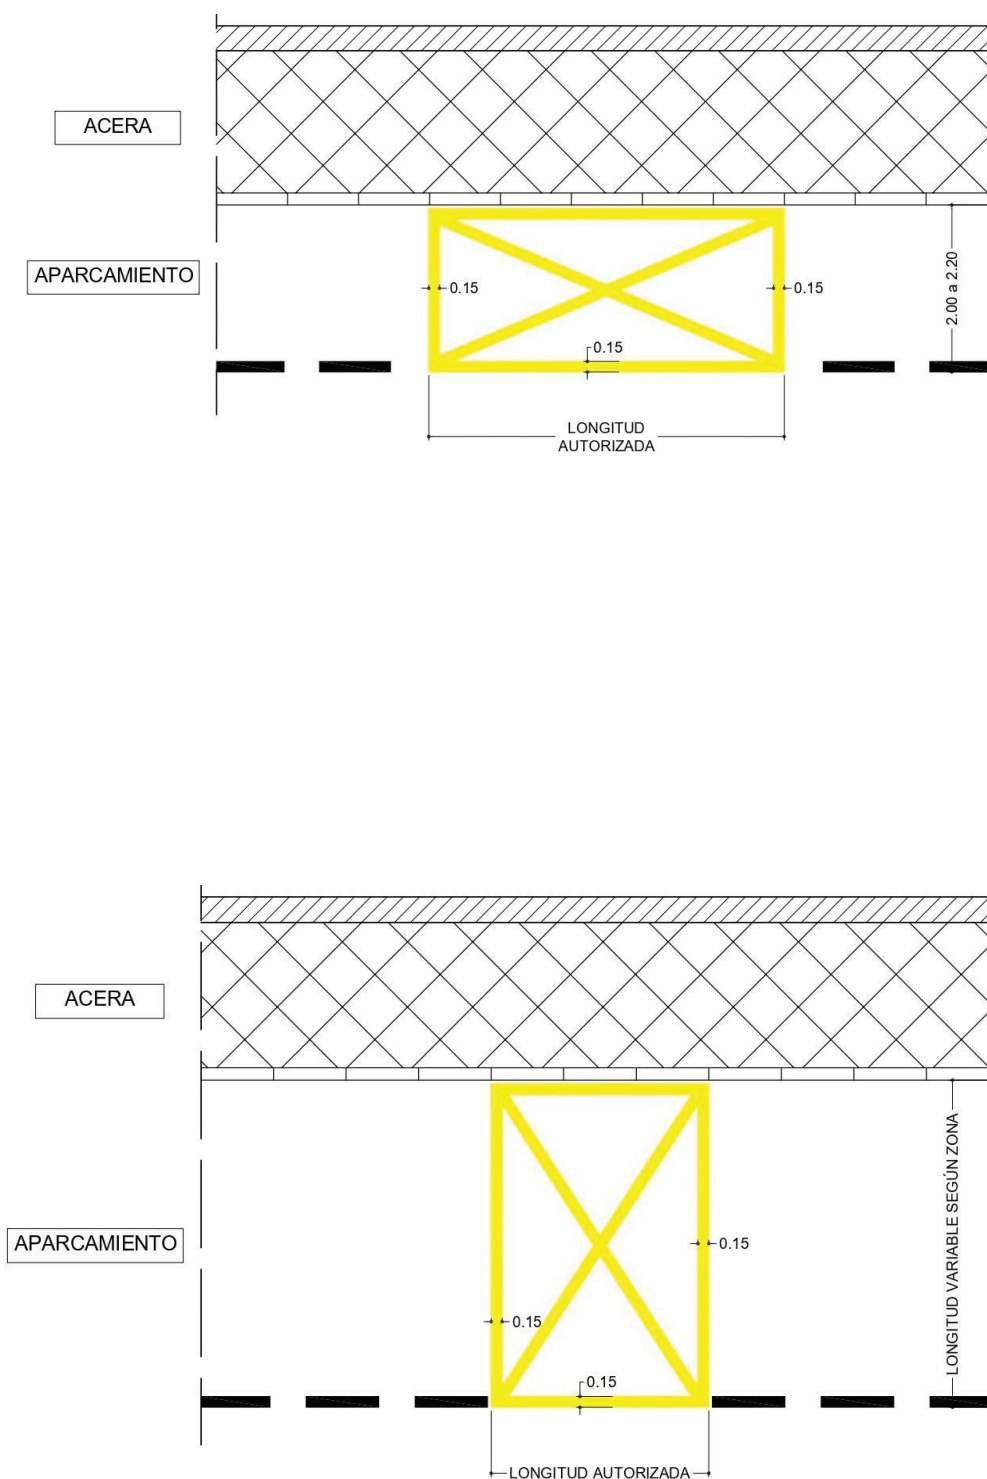 ACERA
APARCAMIENTO
0.15
0.15
2.00 a 2.20
0.15
LONGITUD
AUTORIZADA
ACERA
APARCAMIENTO
0.15
LONGITUD VARIABLE SEGÚN ZONA
0.15
0.15
LONGITUD AUTORIZADA